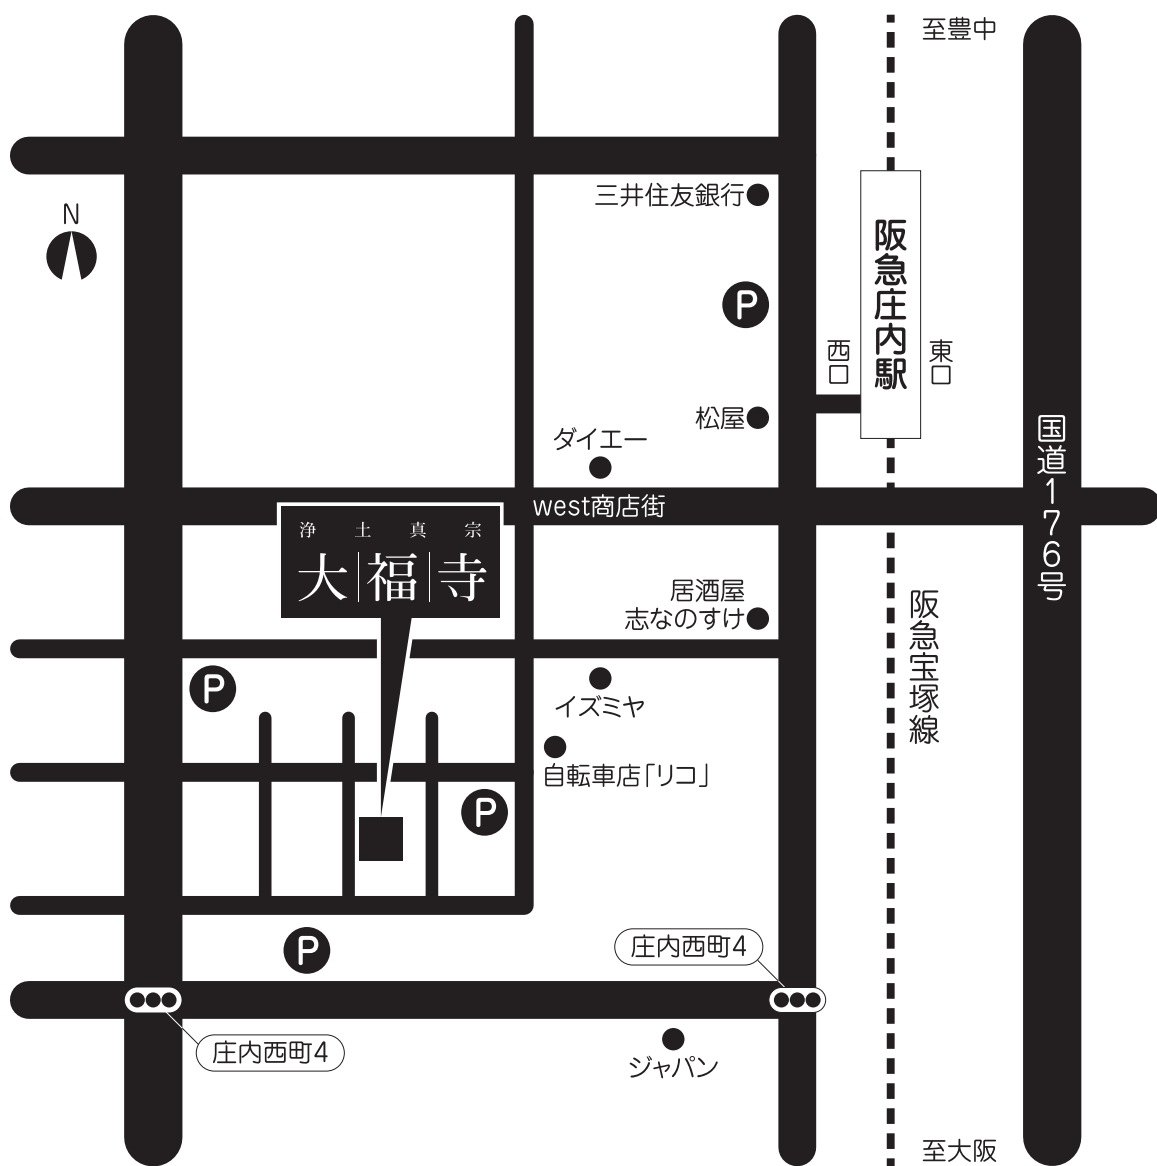 至豊中
三井住友銀行
N
阪急庄内駅
P
西口
東口
松屋
ダイエー
国道176号
west商店街
浄土真宗
大福寺
居酒屋
志なのすけ
阪急宝塚線
P
イズミヤ
自転車店「リコ」
P
P
庄内西町4
庄内西町4
ジャパン
至大阪